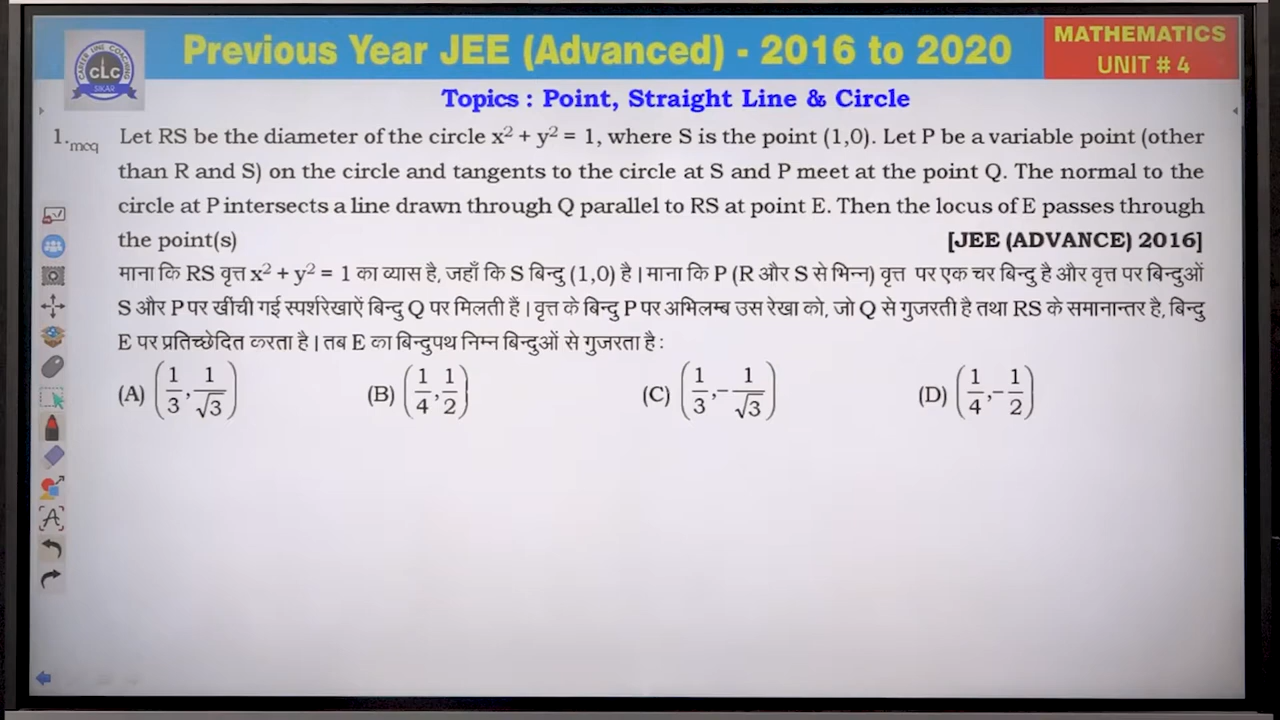 Previous Year JEE (Advanced) - 2016 to 2020
MATHEMATICS
UNIT # 4
CAREER LINE COACHING
CLC
SIKAR
Topics : Point, Straight Line & Circle
1.mcq Let RS be the diameter of the circle x² + y² = 1, where S is the point (1,0). Let P be a variable point (other
than R and S) on the circle and tangents to the circle at S and P meet at the point Q. The normal to the
circle at P intersects a line drawn through Q parallel to RS at point E. Then the locus of E passes through
the point(s) [JEE (ADVANCE) 2016]
माना कि RS वृत्त x² + y² = 1 का व्यास है, जहाँ कि S बिन्दु (1,0) है। माना कि P (R और S से भिन्न) वृत्त पर एक चर बिन्दु है और वृत्त पर बिन्दुओं
S और P पर खींची गई स्पर्शरेखाऐं बिन्दु Q पर मिलती हैं। वृत्त के बिन्दु P पर अभिलम्ब उस रेखा को, जो Q से गुजरती है तथा RS के समानान्तर है, बिन्दु
E पर प्रतिच्छेदित करता है। तब E का बिन्दुपथ निम्न बिन्दुओं से गुजरता है :
(A) (1/3, 1/√3) (B) (1/4, 1/2) (C) (1/3, -1/√3) (D) (1/4, -1/2)